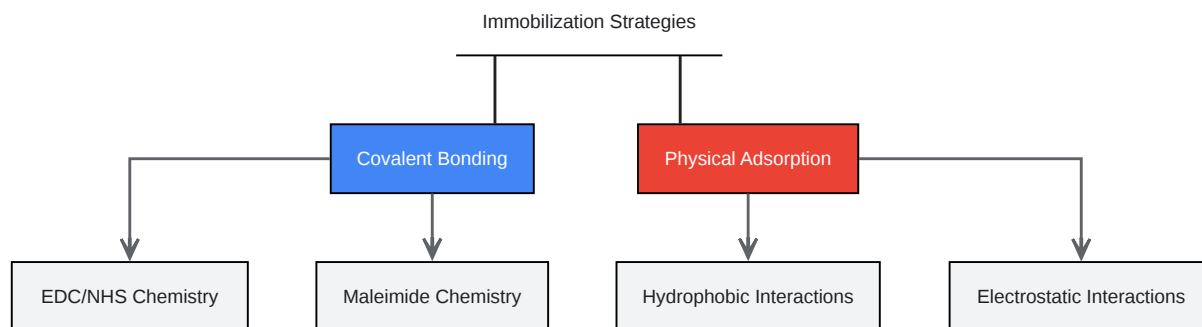 Immobilization Strategies
Covalent Bonding
Physical Adsorption
EDC/NHS Chemistry
Maleimide Chemistry
Hydrophobic Interactions
Electrostatic Interactions